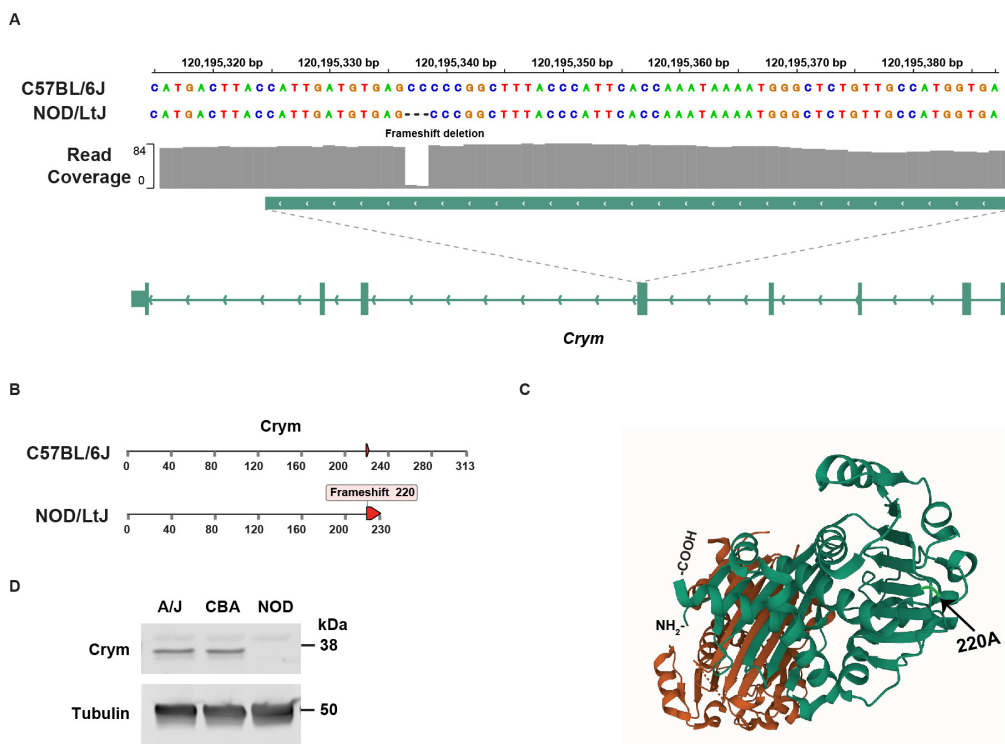 A
120,195,320 bp 120,195,330 bp 120,195,340 bp 120,195,350 bp 120,195,360 bp 120,195,370 bp 120,195,380 bp
C57BL/6J C A T G A C T T A C C A T T G A T G T G A G C C C C C G G C T T T A C C C A T T C A C C A A A T A A A A T G G G C T C T G T T G C C A T G G T G A
NOD/LtJ C A T G A C T T A C C A T T G A T G T G A G --- C C C G G C T T T A C C C A T T C A C C A A A T A A A A T G G G C T C T G T T G C C A T G G T G A
Frameshift deletion
Read Coverage
84
0
Crym
B
Crym
C57BL/6J
0 40 80 120 160 200 240 280 313
Frameshift 220
NOD/LtJ
0 40 80 120 160 200 230
C
-COOH
NH2-
220A
D
A/J CBA NOD
kDa
Crym 38
Tubulin 50